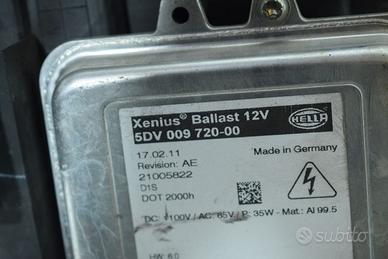 Xenius® Ballast 12V
HELLA
5DV 009 720-00
17.02.11
Made in Germany
Revision: AE
21005822
D1S
DOT 2000h
DC: 1100V / AC: 85V / P: 35W - Mat.: Al 99.5
HW: 6.0
subito